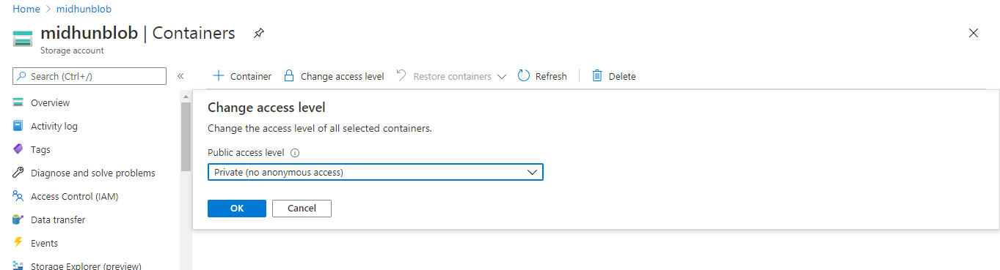 Home > midhunblob
midhunblob | Containers
Storage account
Search (Ctrl+/)
Container
Change access level
Restore containers
Refresh
Delete
Overview
Activity log
Tags
Diagnose and solve problems
Access Control (IAM)
Data transfer
Events
Storage Explorer (preview)
Change access level
Change the access level of all selected containers.
Public access level
Private (no anonymous access)
OK
Cancel